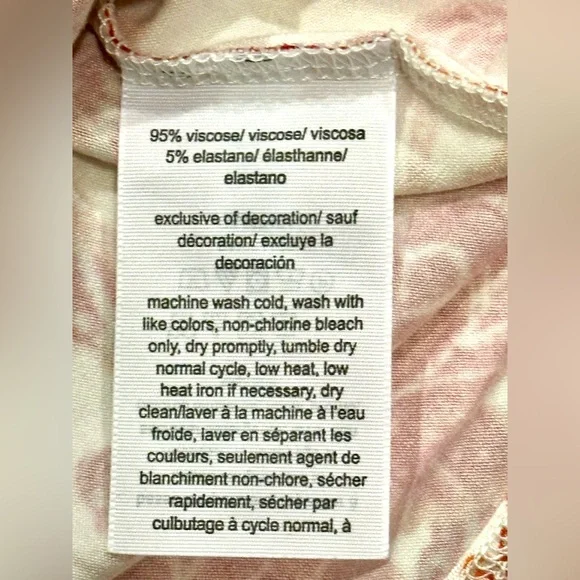 95% viscose/ viscose/ viscosa
5% elastane/ élasthanne/
elastano
exclusive of decoration/ sauf
décoration/ excluye la
decoración
machine wash cold, wash with
like colors, non-chlorine bleach
only, dry promptly, tumble dry
normal cycle, low heat, low
heat iron if necessary, dry
clean/laver à la machine à l'eau
froide, laver en séparant les
couleurs, seulement agent de
blanchiment non-chlore, sécher
rapidement, sécher par
culbutage à cycle normal, à